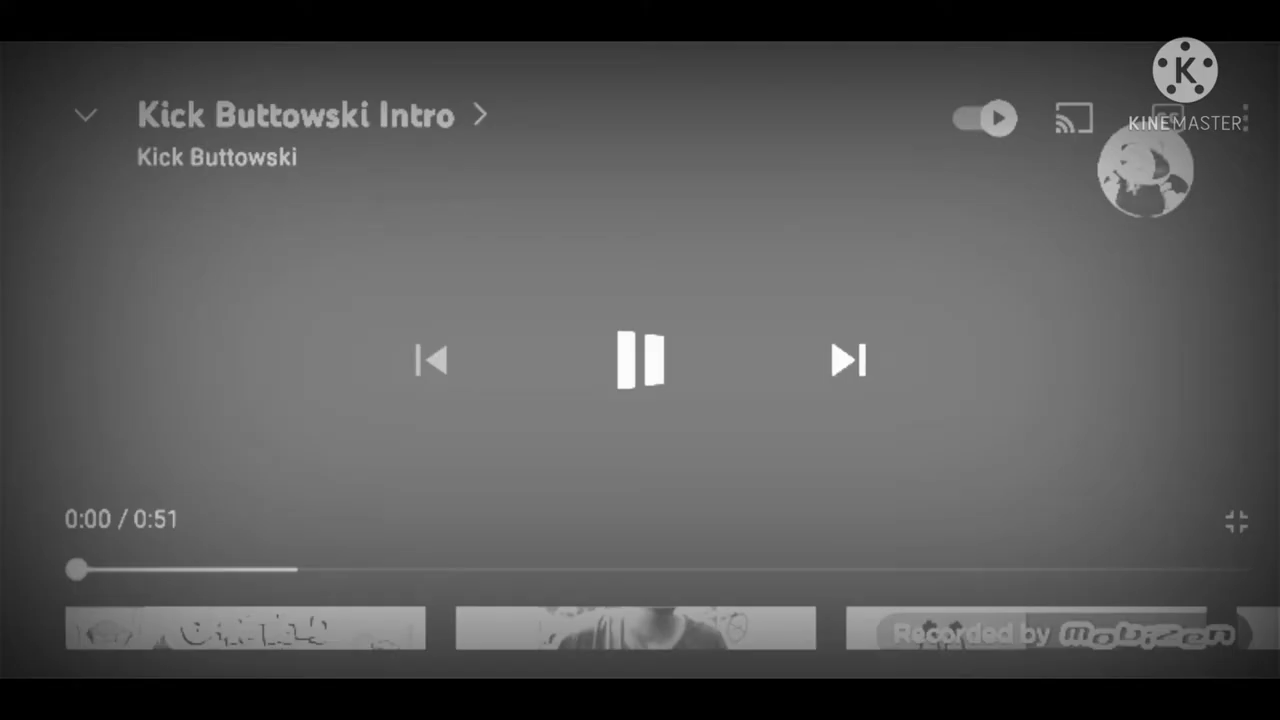 Kick Buttowski Intro
Kick Buttowski
K
KINEMASTER
0:00 / 0:51
Recorded by mobizen